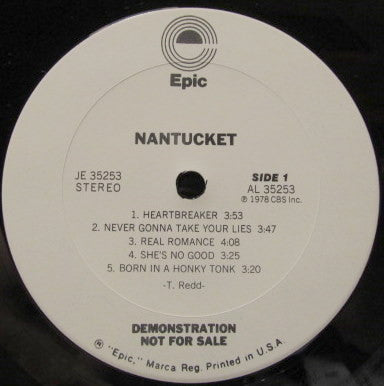 Epic
NANTUCKET
JE 35253
STEREO
SIDE 1
AL 35253
℗ 1978 CBS Inc.
1. HEARTBREAKER 3:53
2. NEVER GONNA TAKE YOUR LIES 3:47
3. REAL ROMANCE 4:08
4. SHE'S NO GOOD 3:25
5. BORN IN A HONKY TONK 3:20
-T. Redd-
DEMONSTRATION
NOT FOR SALE
® "Epic," Marca Reg. Printed in U.S.A.